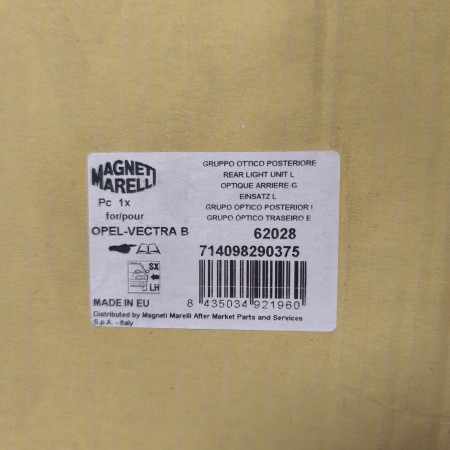 MAGNETI
MARELLI
Pc 1x
for/pour
OPEL-VECTRA B
GRUPPO OTTICO POSTERIORE
REAR LIGHT UNIT L
OPTIQUE ARRIERE G
EINSATZ L
GRUPO OPTICO POSTERIOR I
GRUPO ÓPTICO TRASEIRO E
62028
714098290375
SX
LH
8 435034 921960
MADE IN EU
Distributed by Magneti Marelli After Market Parts and Services
S.p.A. - Italy